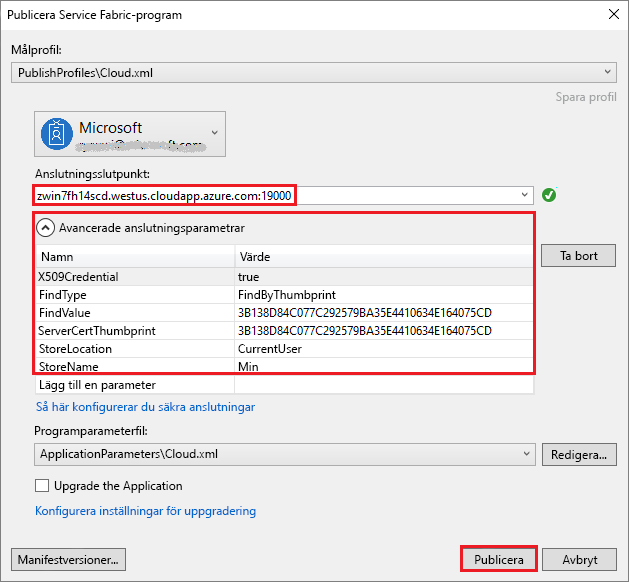 Publicera Service Fabric-program
Målprofil:
PublishProfiles\Cloud.xml
Spara profil
Microsoft
Anslutningsslutpunkt:
zwin7fh14scd.westus.cloudapp.azure.com:19000
Avancerade anslutningsparametrar
Ta bort
Namn Värde
X509Credential true
FindType FindByThumbprint
FindValue 3B138D84C077C292579BA35E4410634E164075CD
ServerCertThumbprint 3B138D84C077C292579BA35E4410634E164075CD
StoreLocation CurrentUser
StoreName Min
Lägg till en parameter
Så här konfigurerar du säkra anslutningar
Programparameterfil:
ApplicationParameters\Cloud.xml
Redigera...
Upgrade the Application
Konfigurera inställningar för uppgradering
Manifestversioner...
Publicera
Avbryt